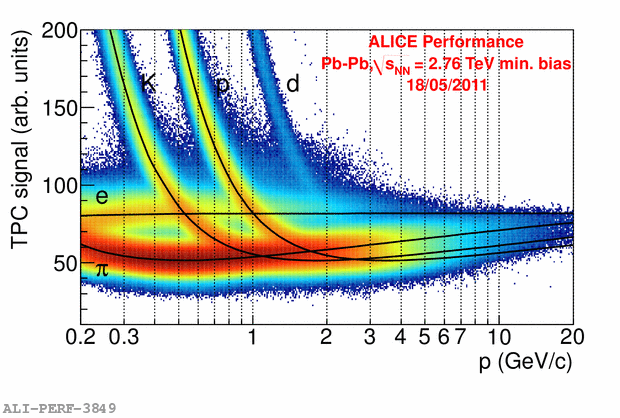 200
150
100
50
TPC signal (arb. units)
ALICE Performance
Pb-Pb,√sNN = 2.76 TeV min. bias
18/05/2011
K
p
d
e
π
0.2 0.3 1 2 3 4 5 6 7 10 20
p (GeV/c)
ALI-PERF-3849